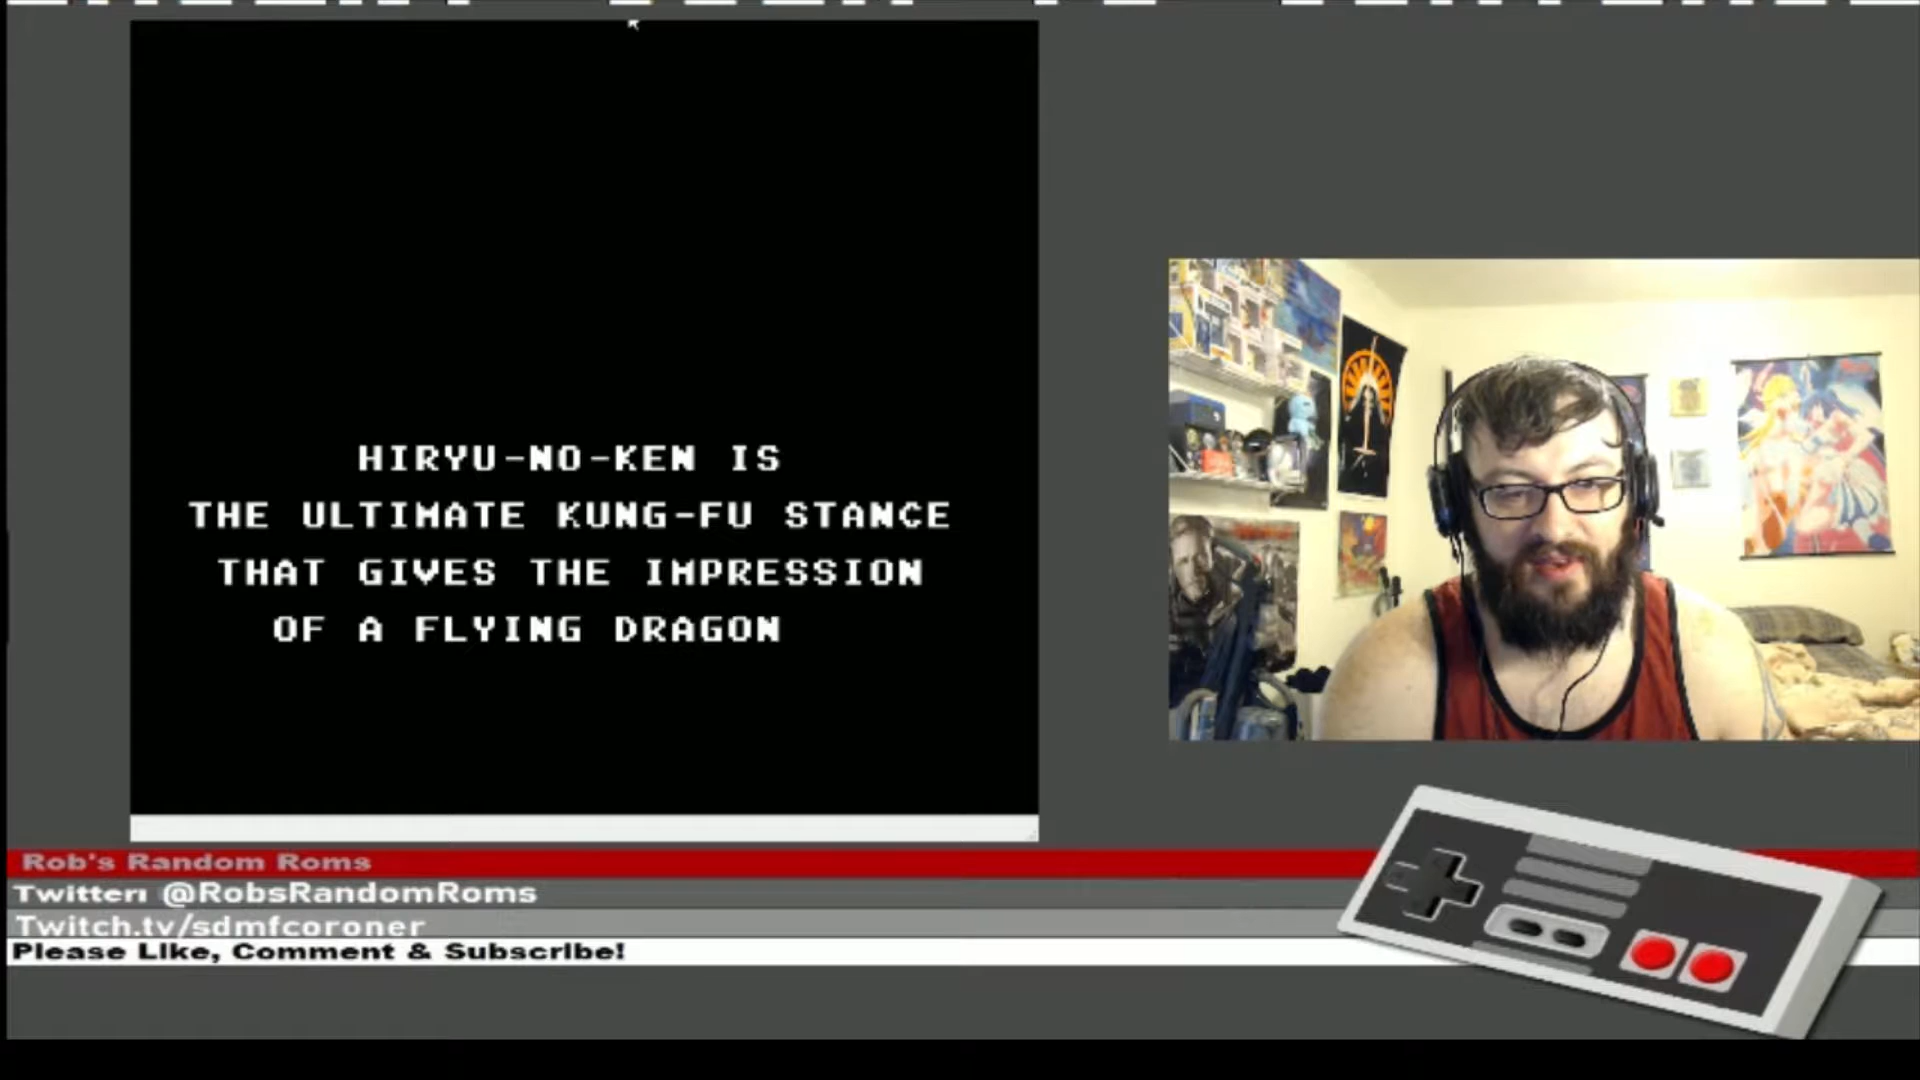 HIRYU-NO-KEN IS
THE ULTIMATE KUNG-FU STANCE
THAT GIVES THE IMPRESSION
OF A FLYING DRAGON
Rob's Random Roms
Twitter: @RobsRandomRoms
Twitch.tv/sdmfcoroner
Please Like, Comment & Subscribe!